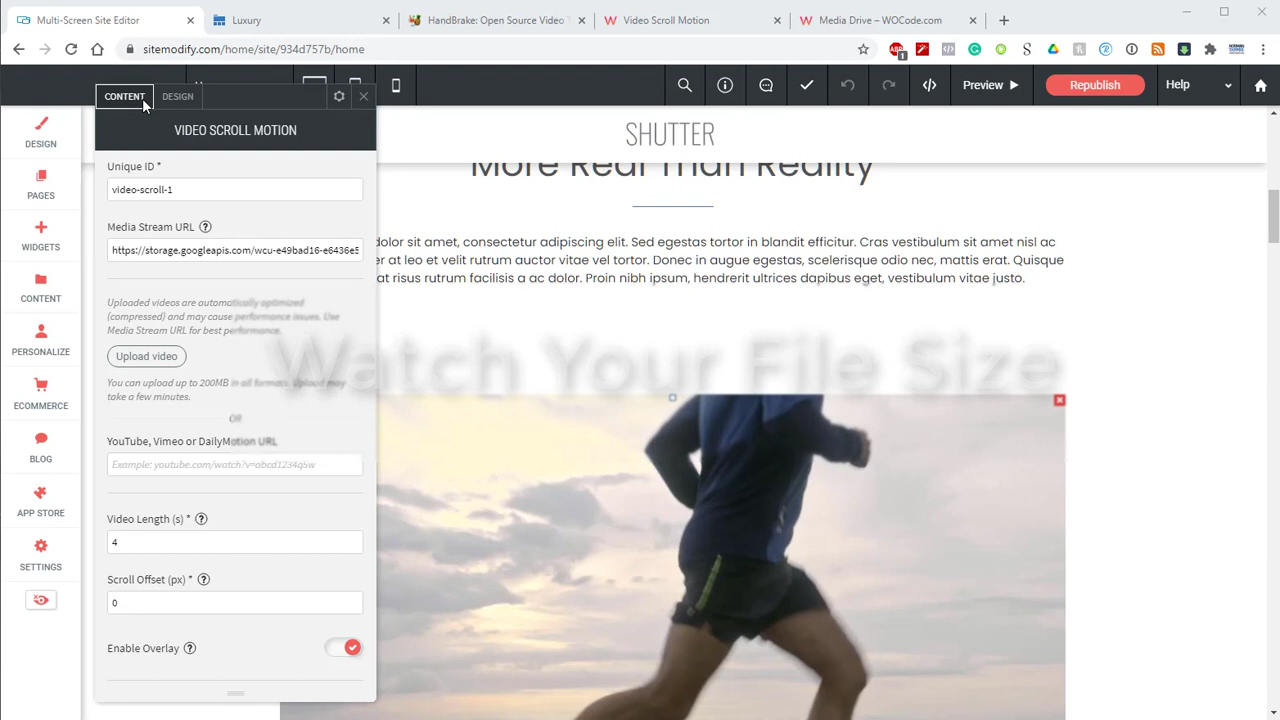 Multi-Screen Site Editor
Luxury
HandBrake: Open Source Video T
Video Scroll Motion
Media Drive – WOCode.com
sitemodify.com/home/site/934d757b/home
1
CONTENT
DESIGN
Preview
Republish
Help
VIDEO SCROLL MOTION
SHUTTER
More Real Than Reality
DESIGN
PAGES
WIDGETS
CONTENT
PERSONALIZE
ECOMMERCE
BLOG
APP STORE
SETTINGS
Unique ID *
video-scroll-1
Media Stream URL
https://storage.googleapis.com/wcu-e49bad16-e6436e5
Uploaded videos are automatically optimized
(compressed) and may cause performance issues. Use
Media Stream URL for best performance.
Upload video
You can upload up to 200MB in all formats. Upload may
take a few minutes.
OR
YouTube, Vimeo or DailyMotion URL
Example: youtube.com/watch?v=abcd1234q5w
Video Length (s) *
4
Scroll Offset (px) *
0
Enable Overlay
dolor sit amet, consectetur adipiscing elit. Sed egestas tortor in blandit efficitur. Cras vestibulum sit amet nisl ac
er at leo et velit rutrum auctor vitae vel tortor. Donec in augue egestas, scelerisque odio nec, mattis erat. Quisque
at risus rutrum facilisis a ac dolor. Proin nibh ipsum, hendrerit ultrices dapibus eget, vestibulum vitae justo.
Watch Your File Size